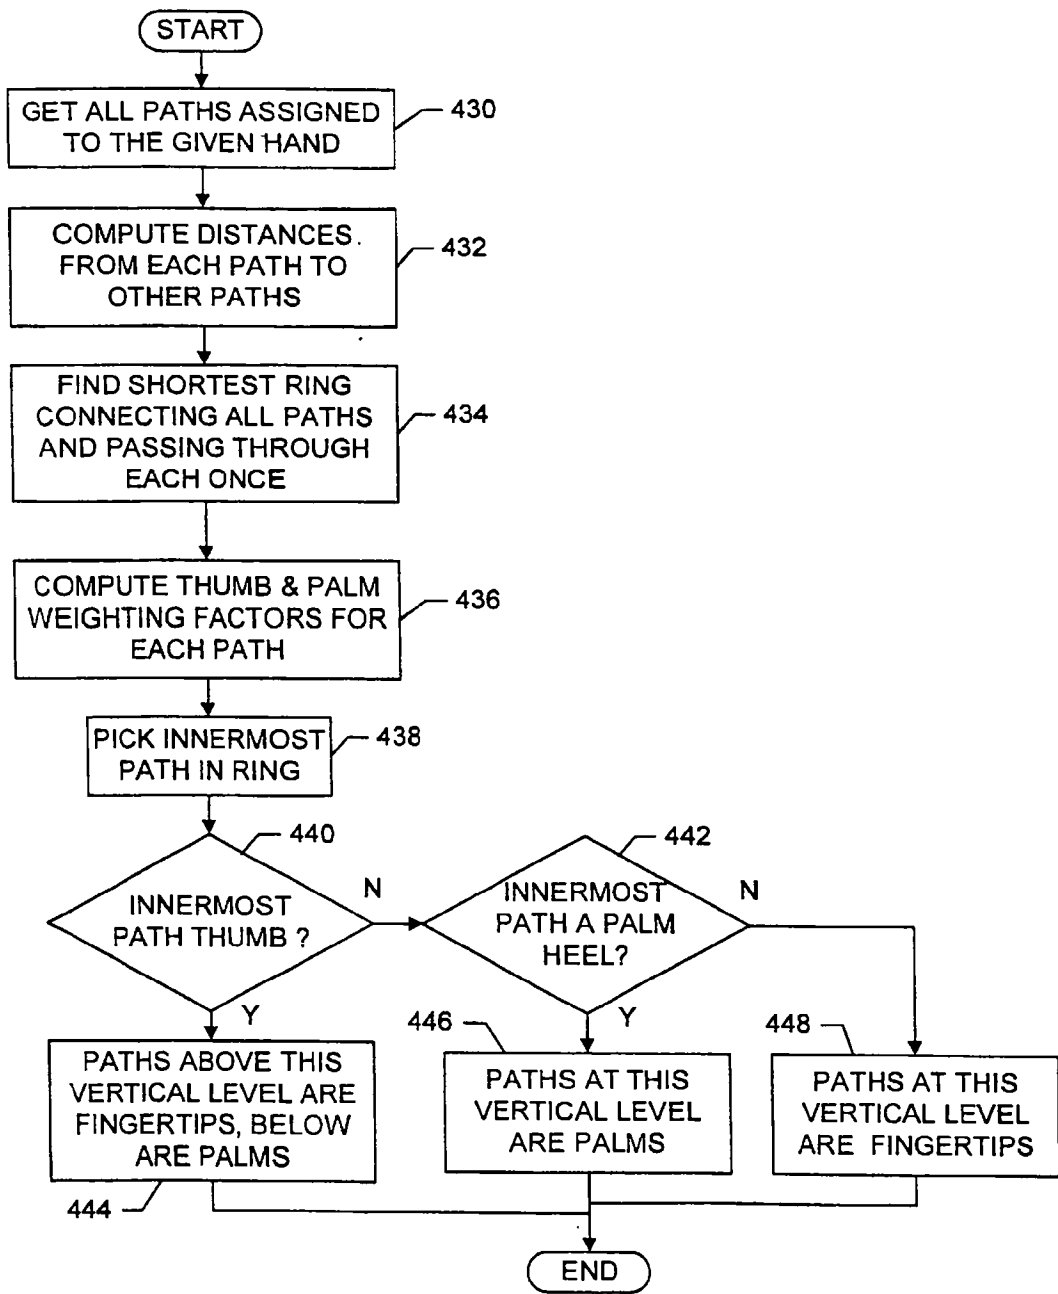 START
GET ALL PATHS ASSIGNED
TO THE GIVEN HAND
430
COMPUTE DISTANCES.
FROM EACH PATH TO
OTHER PATHS
432
FIND SHORTEST RING
CONNECTING ALL PATHS
AND PASSING THROUGH
EACH ONCE
434
COMPUTE THUMB & PALM
WEIGHTING FACTORS FOR
EACH PATH
436
PICK INNERMOST
PATH IN RING
438
440
INNERMOST
PATH THUMB ?
N
Y
442
INNERMOST
PATH A PALM
HEEL?
N
Y
PATHS ABOVE THIS
VERTICAL LEVEL ARE
FINGERTIPS, BELOW
ARE PALMS
444
446
PATHS AT THIS
VERTICAL LEVEL
ARE PALMS
448
PATHS AT THIS
VERTICAL LEVEL
ARE FINGERTIPS
END